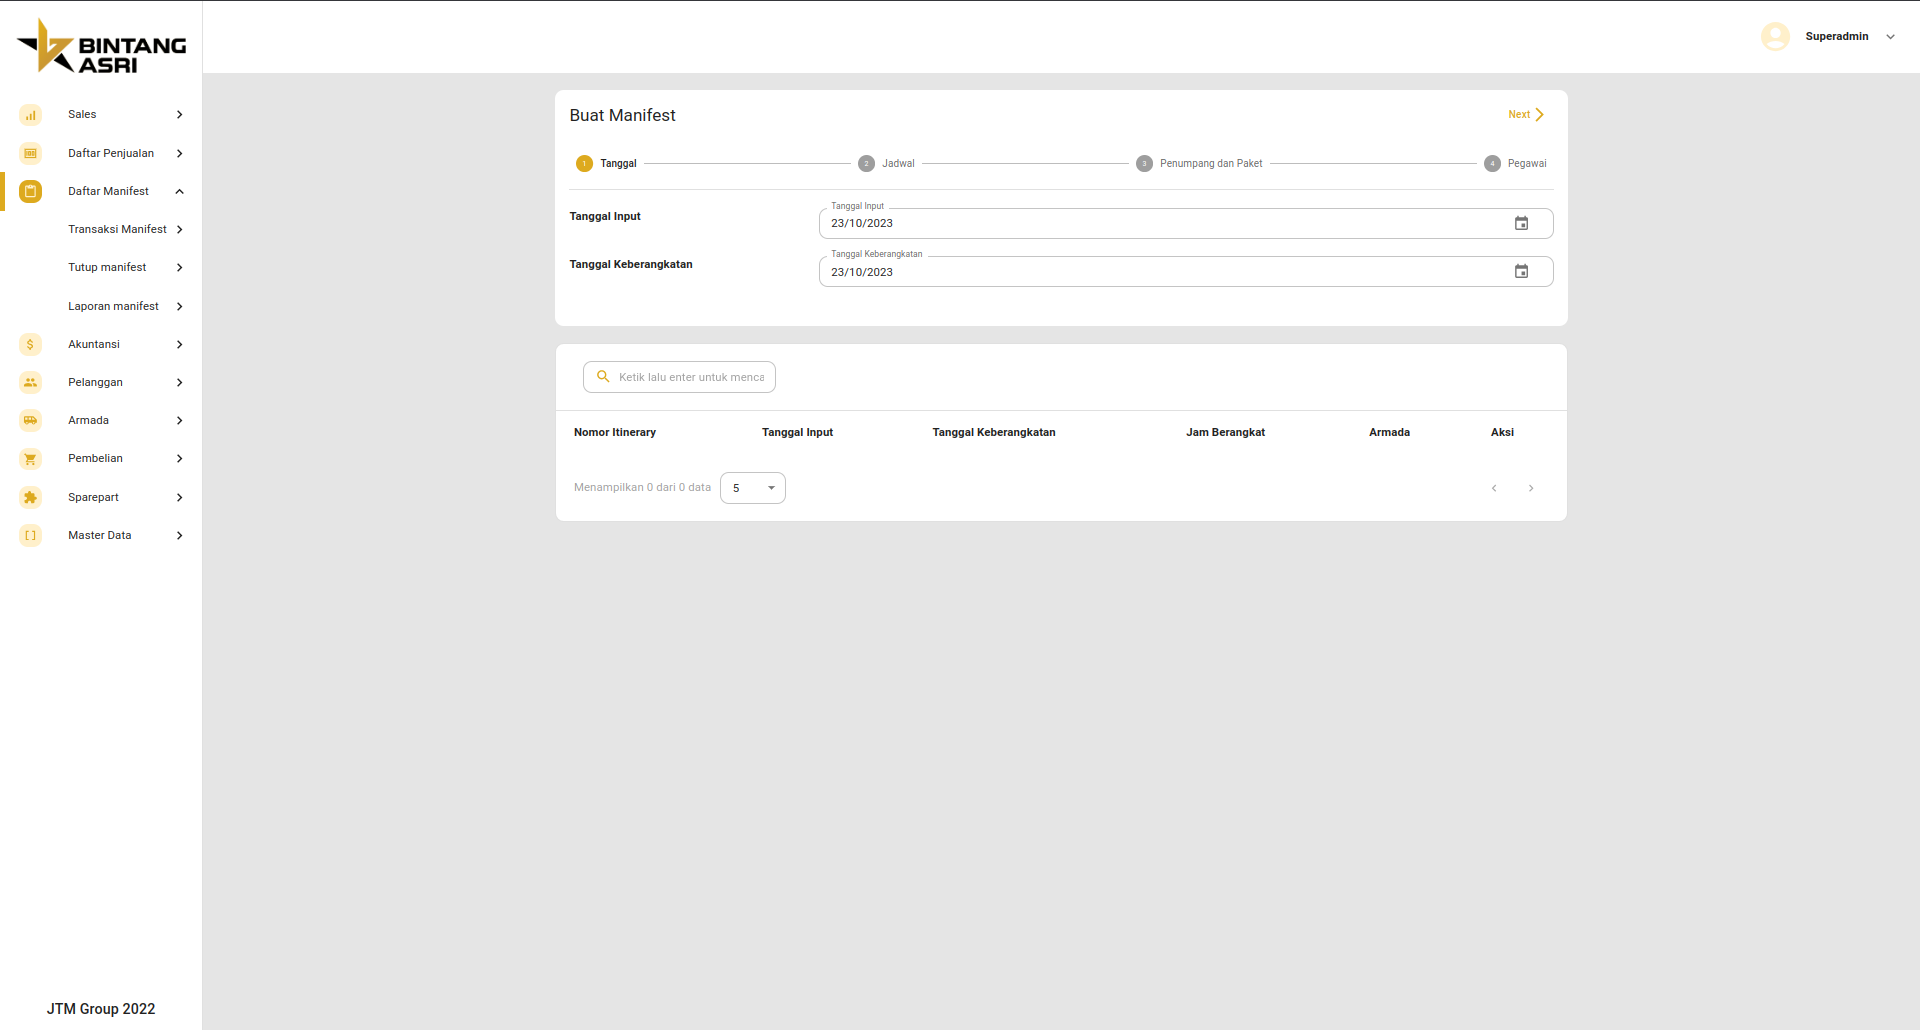 BINTANG
ASRI
Superadmin
Sales
Daftar Penjualan
Daftar Manifest
Transaksi Manifest
Tutup manifest
Laporan manifest
Akuntansi
Pelanggan
Armada
Pembelian
Sparepart
Master Data
JTM Group 2022
Buat Manifest
Next
1 Tanggal 2 Jadwal 3 Penumpang dan Paket 4 Pegawai
Tanggal Input
Tanggal Input
23/10/2023
Tanggal Keberangkatan
Tanggal Keberangkatan
23/10/2023
Ketik lalu enter untuk menca
Nomor Itinerary Tanggal Input Tanggal Keberangkatan Jam Berangkat Armada Aksi
Menampilkan 0 dari 0 data 5